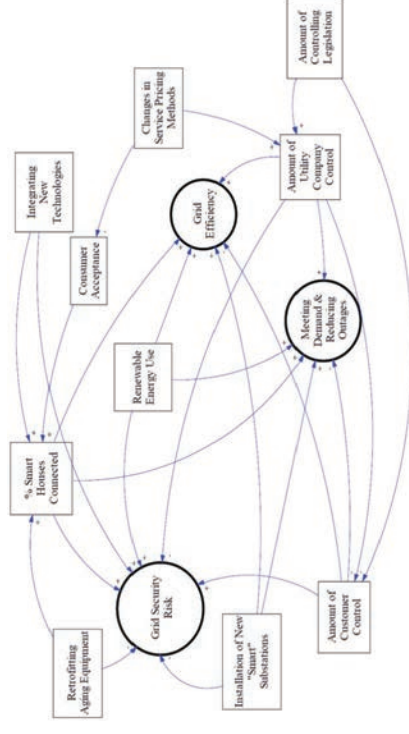 Integrating
New
Technologies
Changes in
Service Pricing
Methods
Amount of
Controlling
Legislation
Consumer
Acceptance
Amount of
Utility
Company
Control
Grid
Efficiency
% Smart
Houses
Connected
Renewable
Energy Use
Meeting
Demand &
Reducing
Outages
Grid Security
Risk
Retrofitting
Aging Equipment
Installation of New
"Smart"
Substations
Amount of
Customer
Control